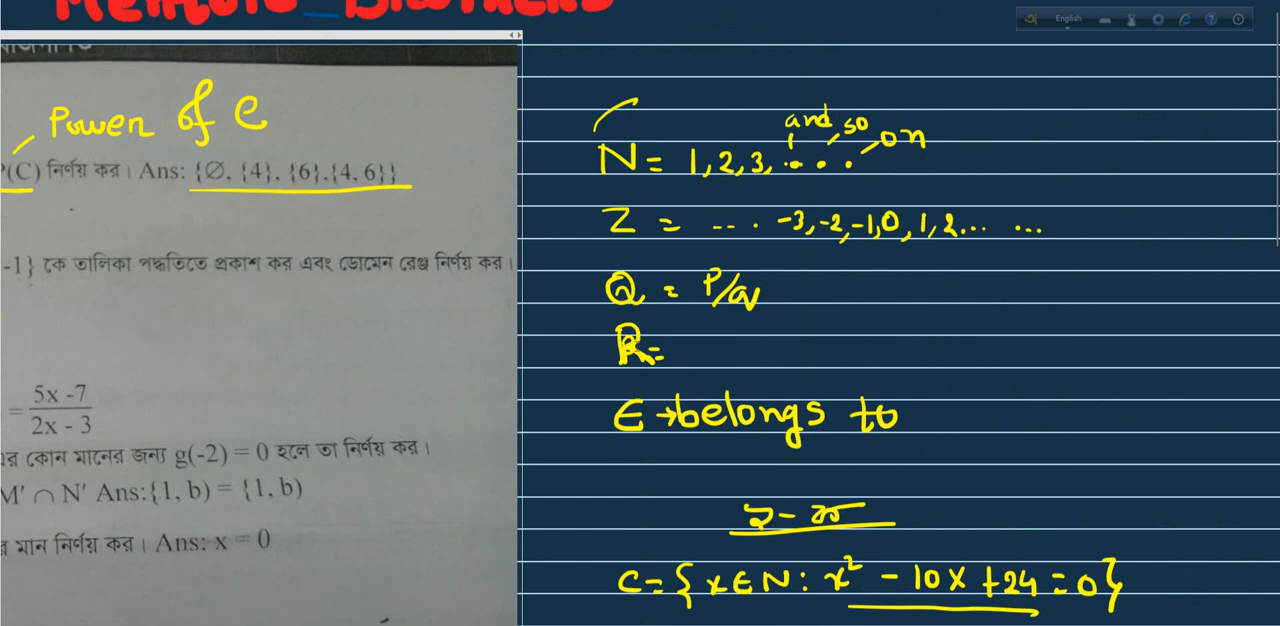 English
Power of C
P(C) নির্ণয় কর। Ans: {∅, {4}, {6},{4, 6}}
-1} কে তালিকা পদ্ধতিতে প্রকাশ কর এবং ডোমেন রেঞ্জ নির্ণয় কর।
= 5x -7
2x - 3
কোন মানের জন্য g(-2) = 0 হলে তা নির্ণয় কর।
M′ ∩ N′ Ans:{1, b) = {1, b)
মান নির্ণয় কর। Ans: x = 0
and so on
N = 1, 2, 3, . . .
Z = ... . -3, -2, -1, 0, 1, 2... ...
Q = P/q
R =
∈ → belongs to
C = {x ∈ N : x² - 10x + 24 = 0}